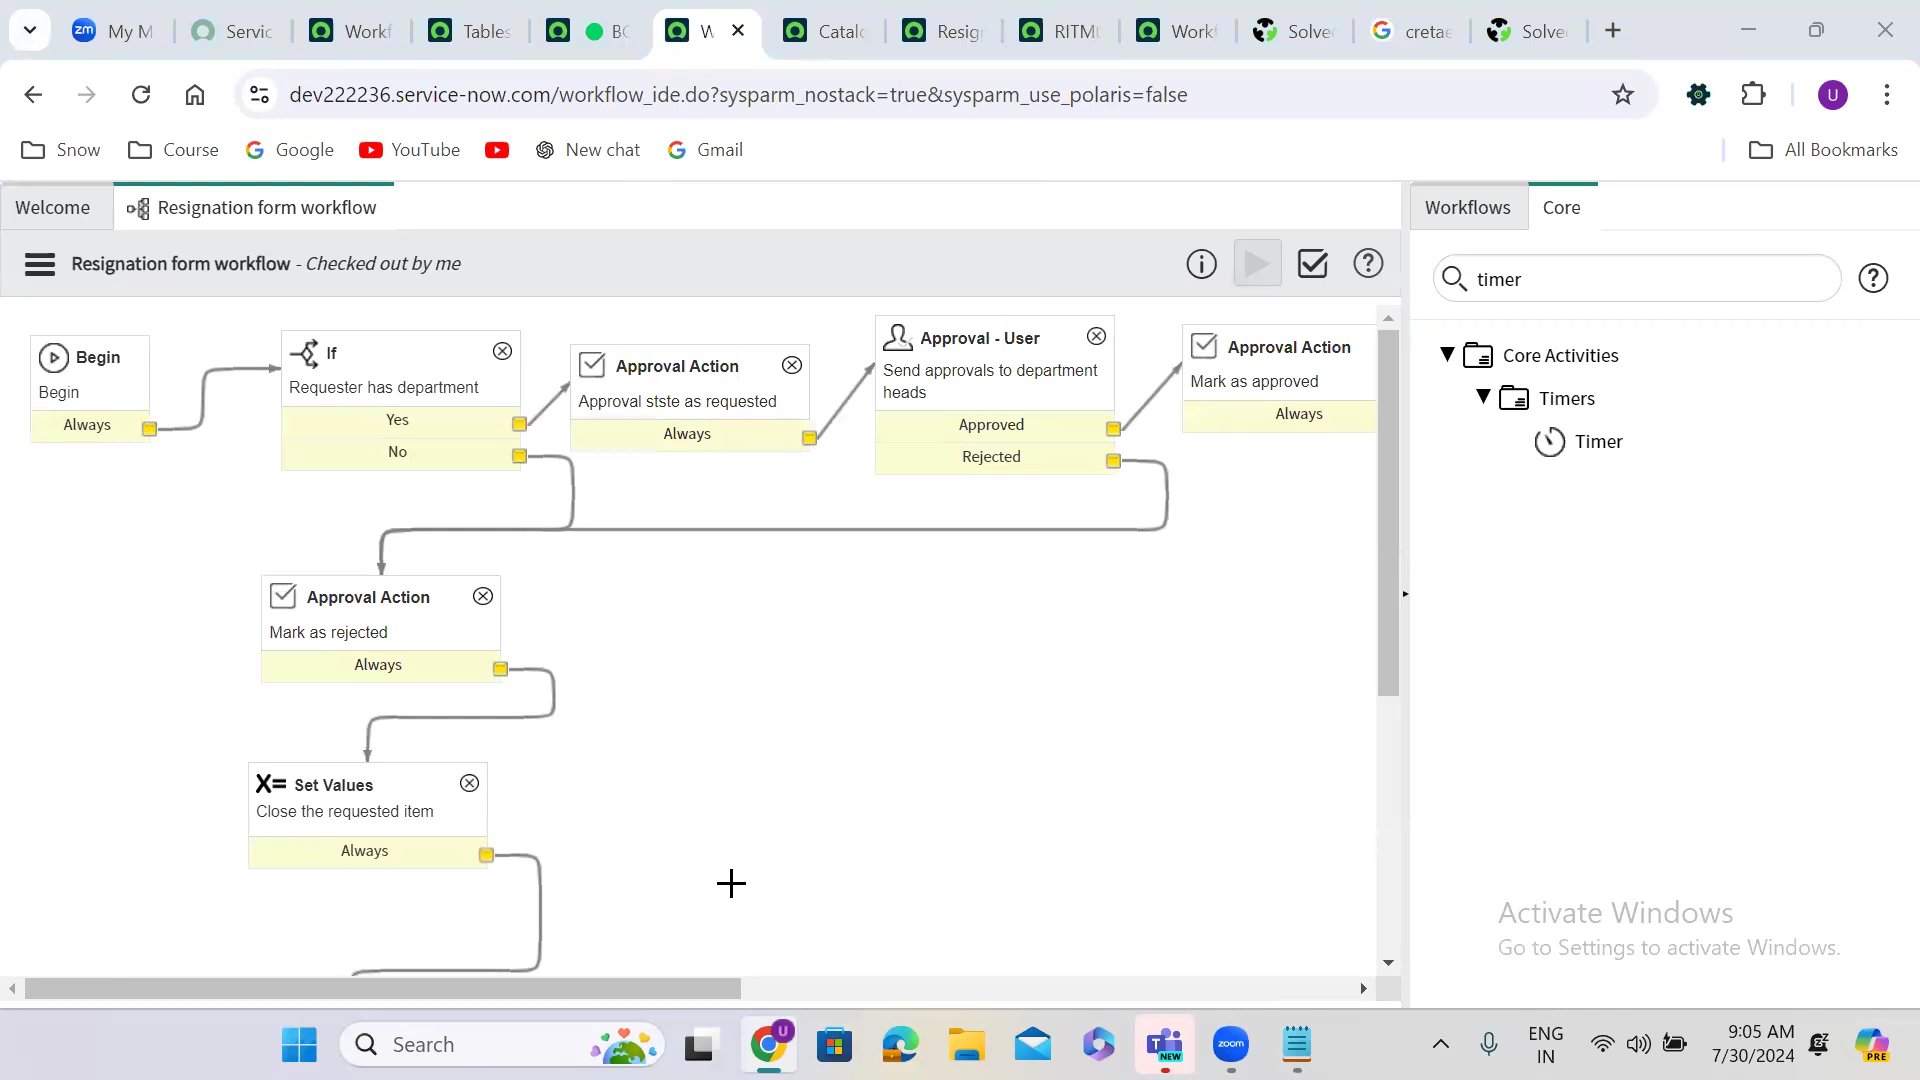 My M
Servic
Workf
Tables
BC
W
Catalo
Resig
RITM
Workf
Solve
cretae
Solve
dev222236.service-now.com/workflow_ide.do?sysparm_nostack=true&sysparm_use_polaris=false
U
Snow
Course
Google
YouTube
New chat
Gmail
All Bookmarks
Welcome
Resignation form workflow
Workflows
Core
Resignation form workflow - Checked out by me
timer
Begin
Begin
Always
If
Requester has department
Yes
No
Approval Action
Approval stste as requested
Always
Approval - User
Send approvals to department
heads
Approved
Rejected
Approval Action
Mark as approved
Always
Core Activities
Timers
Timer
Approval Action
Mark as rejected
Always
X= Set Values
Close the requested item
Always
Activate Windows
Go to Settings to activate Windows.
Search
U
NEW
zoom
ENG
IN
9:05 AM
7/30/2024
PRE